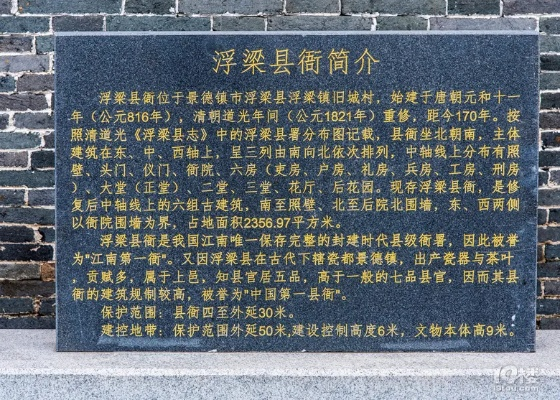 浮梁县衙简介
浮梁县衙位于景德镇市浮梁县浮梁镇旧城村，始建于唐朝元和十一
年（公元816年），清朝道光年间（公元1821年）重修，距今170年。按
照清道光《浮梁县志》中的浮梁县署分布图记载，县衙坐北朝南，主体
建筑在东、中、西轴上，呈三列由南向北依次排列，中轴线上分布有照
壁、头门、仪门、衙院、六房（吏房、户房、礼房、兵房、工房、刑房
）、大堂（正堂）、二堂、三堂、花厅、后花园。现存浮梁县衙，是修
复后中轴线上的六组古建筑，南至照壁、北至后院北围墙，东、西两侧
以衙院围墙为界，占地面积2356.97平方米。
浮梁县衙是我国江南唯一保存完整的封建时代县级衙署，因此被誉
为"江南第一衙"。又因浮梁县在古代下辖瓷都景德镇，出产瓷器与茶叶
，贡赋多，属于上邑，知县官居五品，高于一般的七品县官，因而其县
衙的建筑规制较高，被誉为"中国第一县衙"。
保护范围：县衙四至外延30米。
建控地带：保护范围外延50米,建设控制高度6米，文物本体高9米。